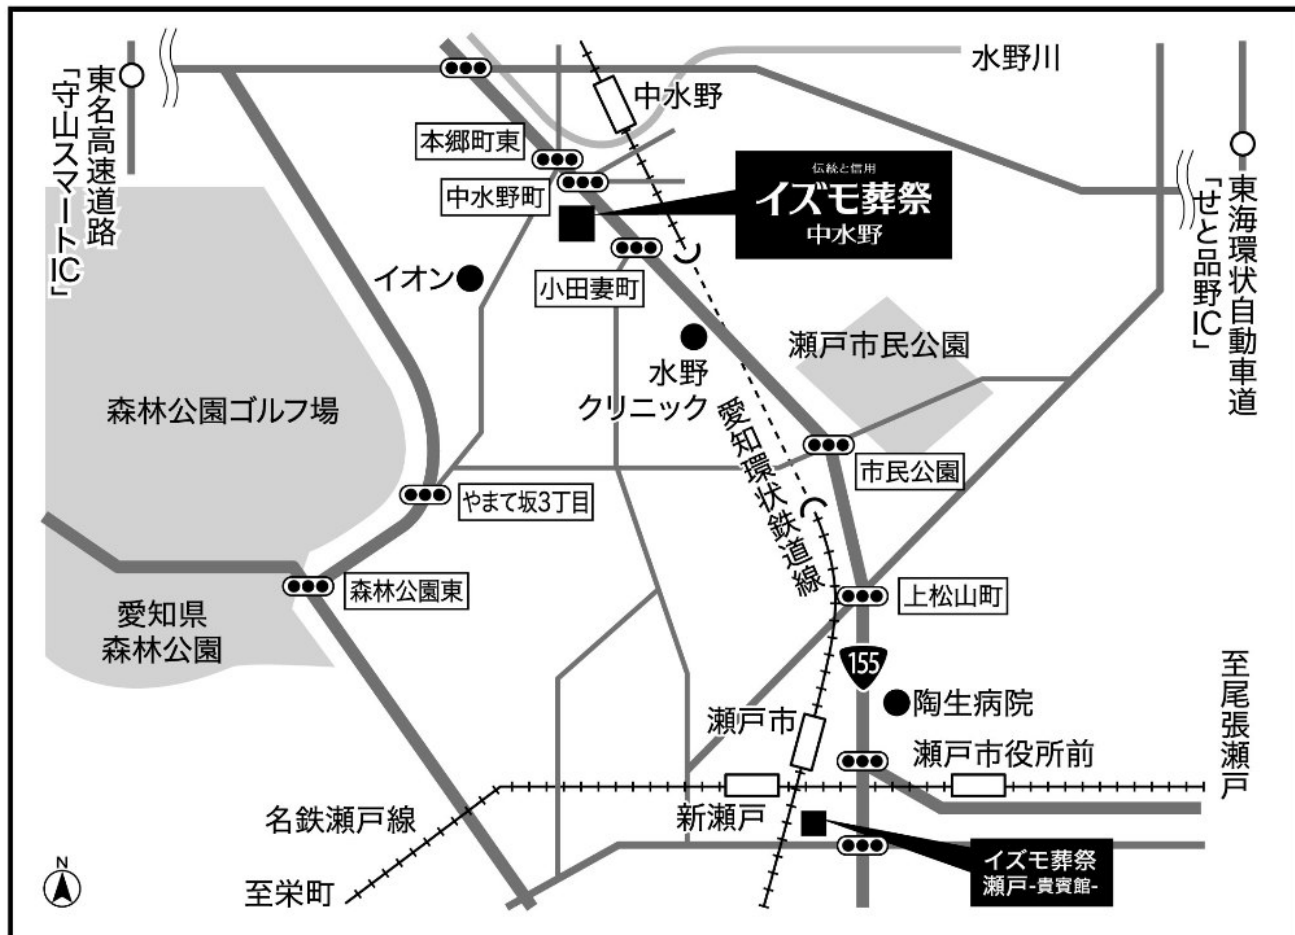 水野川
東名高速道路
「守山スマートIC」
中水野
本郷町東
伝統と信用
イズモ葬祭
中水野
中水野町
東海環状自動車道
「せと品野IC」
イオン
小田妻町
瀬戸市民公園
水野
クリニック
森林公園ゴルフ場
愛知環状鉄道線
市民公園
やまて坂3丁目
森林公園東
上松山町
愛知県
森林公園
155
至尾張瀬戸
陶生病院
瀬戸市
瀬戸市役所前
名鉄瀬戸線
新瀬戸
イズモ葬祭
瀬戸-貴賓館-
N
至栄町